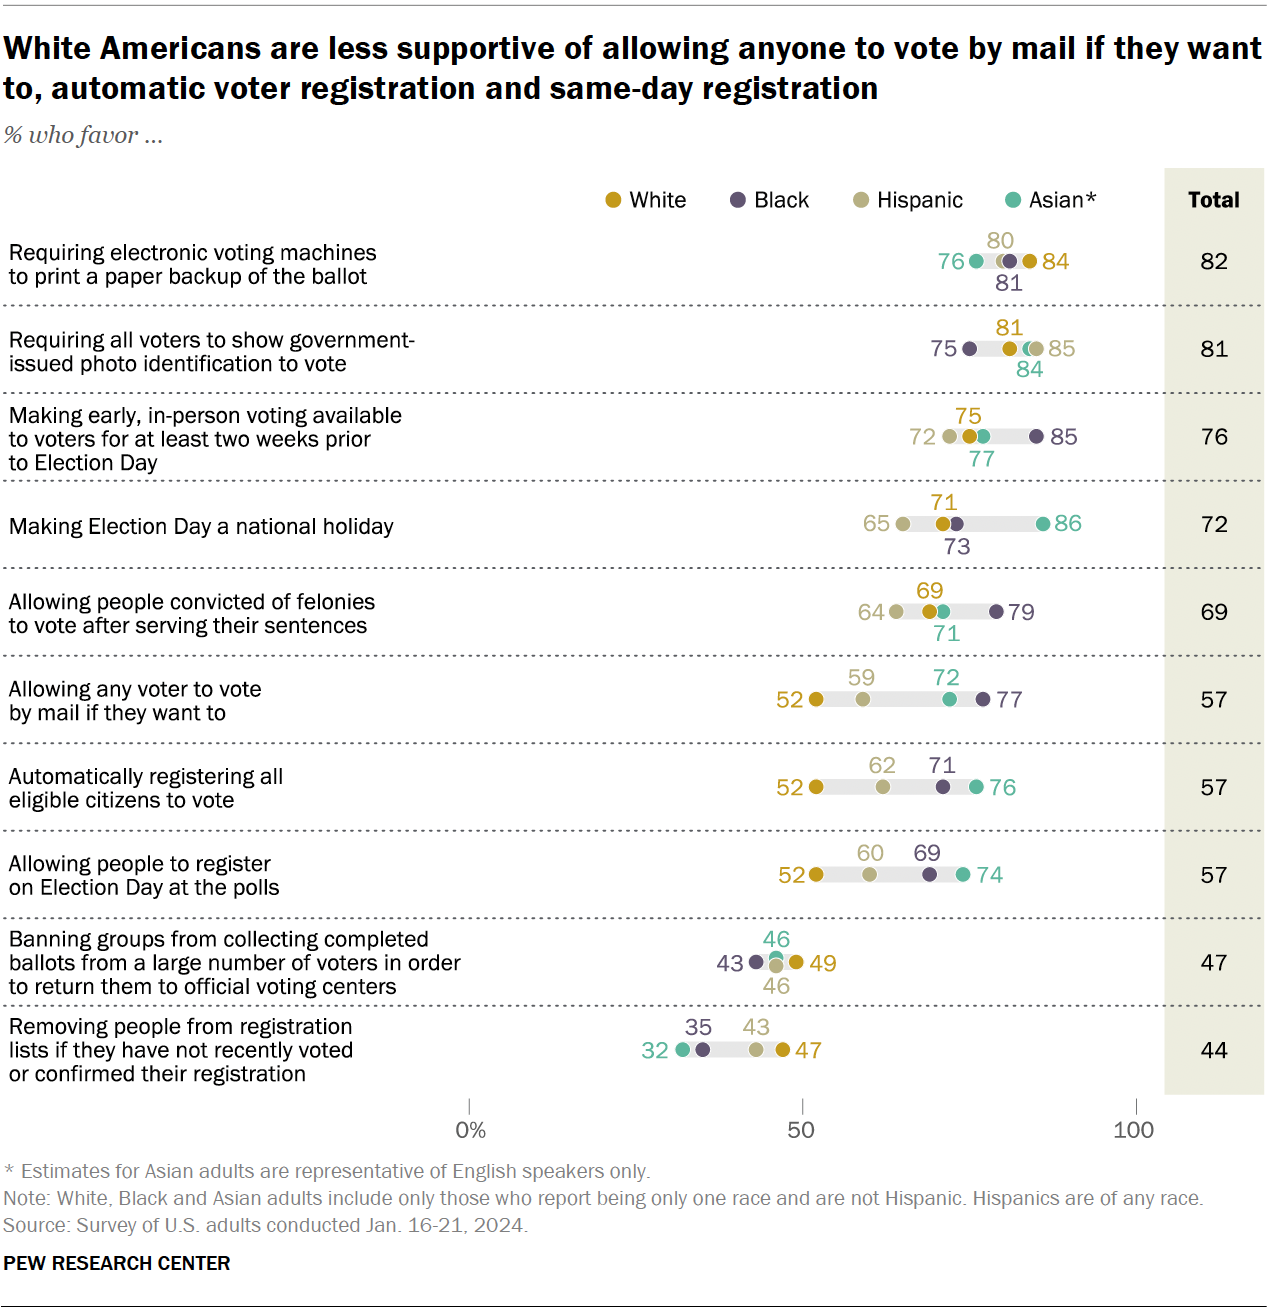 White Americans are less supportive of allowing anyone to vote by mail if they want
to, automatic voter registration and same-day registration
% who favor ...
White Black Hispanic Asian* Total
Requiring electronic voting machines
to print a paper backup of the ballot
80
76 84 82
81
Requiring all voters to show government-
issued photo identification to vote
81
75 85 81
84
Making early, in-person voting available
to voters for at least two weeks prior
to Election Day
75
72 85 76
77
Making Election Day a national holiday
71
65 86 72
73
Allowing people convicted of felonies
to vote after serving their sentences
69
64 79 69
71
Allowing any voter to vote
by mail if they want to
59 72
52 77 57
Automatically registering all
eligible citizens to vote
62 71
52 76 57
Allowing people to register
on Election Day at the polls
60 69
52 74 57
Banning groups from collecting completed
ballots from a large number of voters in order
to return them to official voting centers
46
43 49 47
46
Removing people from registration
lists if they have not recently voted
or confirmed their registration
35 43
32 47 44
0% 50 100
* Estimates for Asian adults are representative of English speakers only.
Note: White, Black and Asian adults include only those who report being only one race and are not Hispanic. Hispanics are of any race.
Source: Survey of U.S. adults conducted Jan. 16-21, 2024.
PEW RESEARCH CENTER